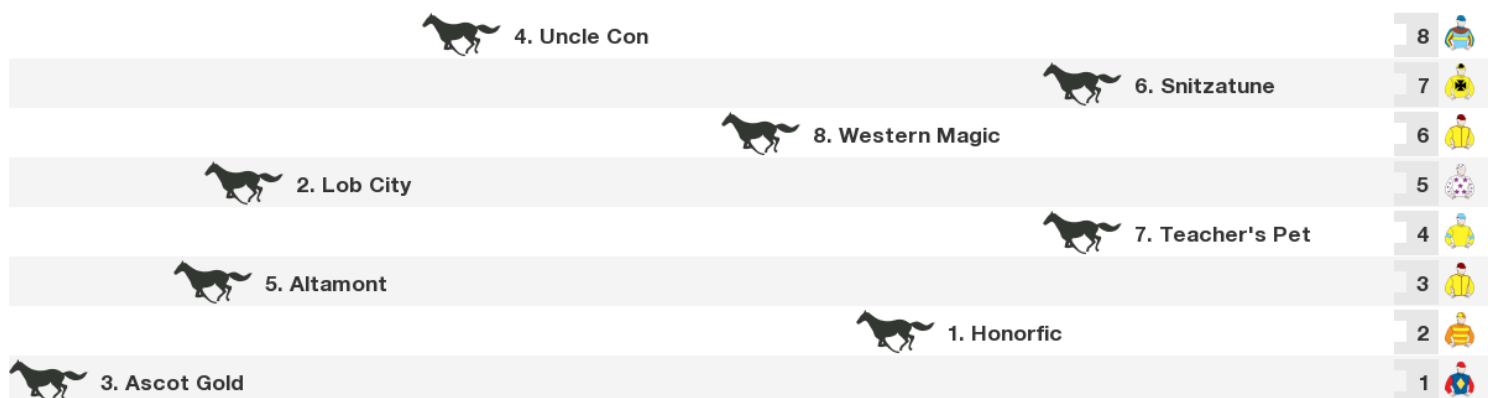 4. Uncle Con 8
6. Snitzatune 7
8. Western Magic 6
2. Lob City 5
7. Teacher's Pet 4
5. Altamont 3
1. Honorfic 2
3. Ascot Gold 1